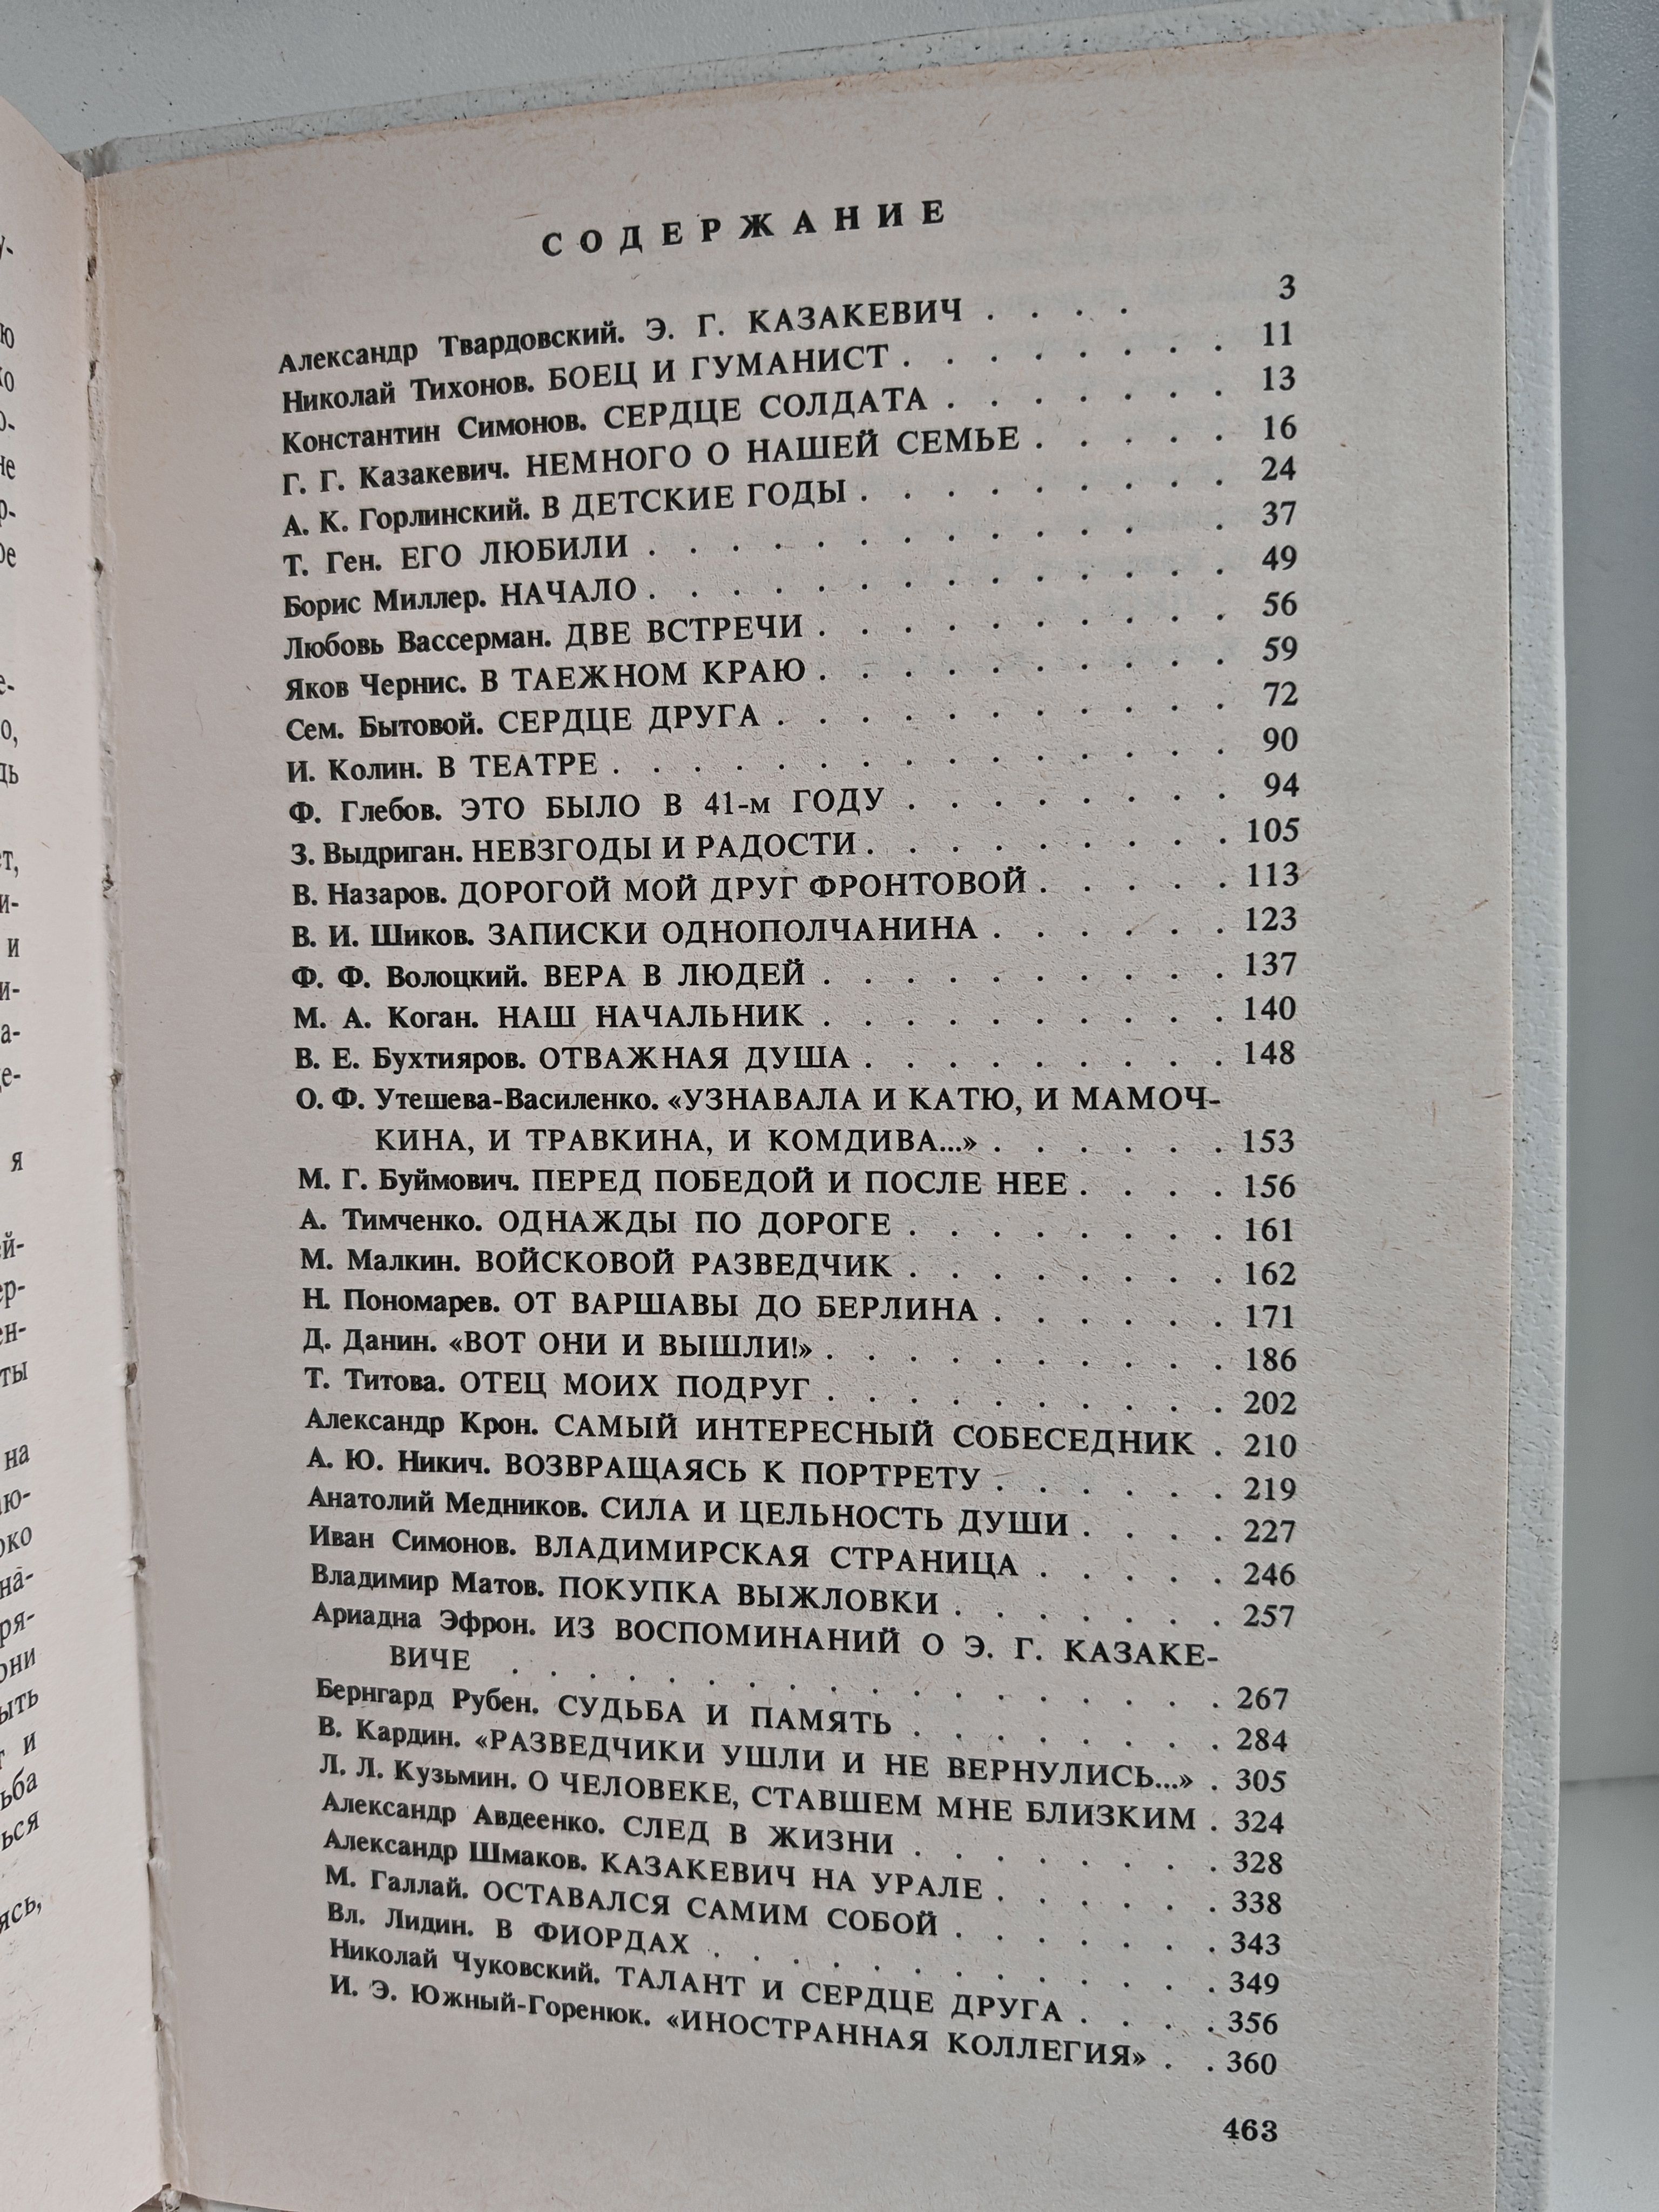 СОДЕРЖАНИЕ
Александр Твардовский. Э. Г. КАЗАКЕВИЧ . . . . 3
Николай Тихонов. БОЕЦ И ГУМАНИСТ . . . . . . . . 11
Константин Симонов. СЕРДЦЕ СОЛДАТА . . . . . . . 13
Г. Г. Казакевич. НЕМНОГО О НАШЕЙ СЕМЬЕ . . . . . 16
А. К. Горлинский. В ДЕТСКИЕ ГОДЫ . . . . . . . . . 24
Т. Ген. ЕГО ЛЮБИЛИ . . . . . . . . . . . . . 37
Борис Миллер. НАЧАЛО . . . . . . . . . . . . . . 49
Любовь Вассерман. ДВЕ ВСТРЕЧИ . . . . . . . . . . 56
Яков Чернис. В ТАЕЖНОМ КРАЮ . . . . . . . . . . 59
Сем. Бытовой. СЕРДЦЕ ДРУГА . . . . . . . . . . . 72
И. Колин. В ТЕАТРЕ . . . . . . . . . . . . . . 90
Ф. Глебов. ЭТО БЫЛО В 41-м ГОДУ . . . . . . . . 94
З. Выдриган. НЕВЗГОДЫ И РАДОСТИ . . . . . . . . . 105
В. Назаров. ДОРОГОЙ МОЙ ДРУГ ФРОНТОВОЙ . . . . . 113
В. И. Шиков. ЗАПИСКИ ОДНОПОЛЧАНИНА . . . . . . 123
Ф. Ф. Волоцкий. ВЕРА В ЛЮДЕЙ . . . . . . . . . . 137
М. А. Коган. НАШ НАЧАЛЬНИК . . . . . . . . . . 140
В. Е. Бухтияров. ОТВАЖНАЯ ДУША . . . . . . . . . 148
О. Ф. Утешева-Василенко. «УЗНАВАЛА И КАТЮ, И МАМОЧ-
КИНА, И ТРАВКИНА, И КОМДИВА...» . . . . . . 153
М. Г. Буймович. ПЕРЕД ПОБЕДОЙ И ПОСЛЕ НЕЕ . . . . 156
А. Тимченко. ОДНАЖДЫ ПО ДОРОГЕ . . . . . . . . 161
М. Малкин. ВОЙСКОВОЙ РАЗВЕДЧИК . . . . . . . . 162
Н. Пономарев. ОТ ВАРШАВЫ ДО БЕРЛИНА . . . . . . 171
Д. Данин. «ВОТ ОНИ И ВЫШЛИ!» . . . . . . . . . . 186
Т. Титова. ОТЕЦ МОИХ ПОДРУГ . . . . . . . . . . 202
Александр Крон. САМЫЙ ИНТЕРЕСНЫЙ СОБЕСЕДНИК . 210
А. Ю. Никич. ВОЗВРАЩАЯСЬ К ПОРТРЕТУ . . . . . . 219
Анатолий Медников. СИЛА И ЦЕЛЬНОСТЬ ДУШИ . . . . 227
Иван Симонов. ВЛАДИМИРСКАЯ СТРАНИЦА . . . . . 246
Владимир Матов. ПОКУПКА ВЫЖЛОВКИ . . . . . . . 257
Ариадна Эфрон. ИЗ ВОСПОМИНАНИЙ О Э. Г. КАЗАКЕ-
ВИЧЕ . . . . . . . . . . . . . . . . . 267
Бернгард Рубен. СУДЬБА И ПАМЯТЬ . . . . . . . . 284
В. Кардин. «РАЗВЕДЧИКИ УШЛИ И НЕ ВЕРНУЛИСЬ...» . 305
Л. Л. Кузьмин. О ЧЕЛОВЕКЕ, СТАВШЕМ МНЕ БЛИЗКИМ . 324
Александр Авдеенко. СЛЕД В ЖИЗНИ . . . . . . . . 328
Александр Шмаков. КАЗАКЕВИЧ НА УРАЛЕ . . . . . . 338
М. Галлай. ОСТАВАЛСЯ САМИМ СОБОЙ . . . . . . . 343
Вл. Лидин. В ФИОРДАХ . . . . . . . . . . . . 349
Николай Чуковский. ТАЛАНТ И СЕРДЦЕ ДРУГА . . . . 356
И. Э. Южный-Горенюк. «ИНОСТРАННАЯ КОЛЛЕГИЯ» . . 360
463